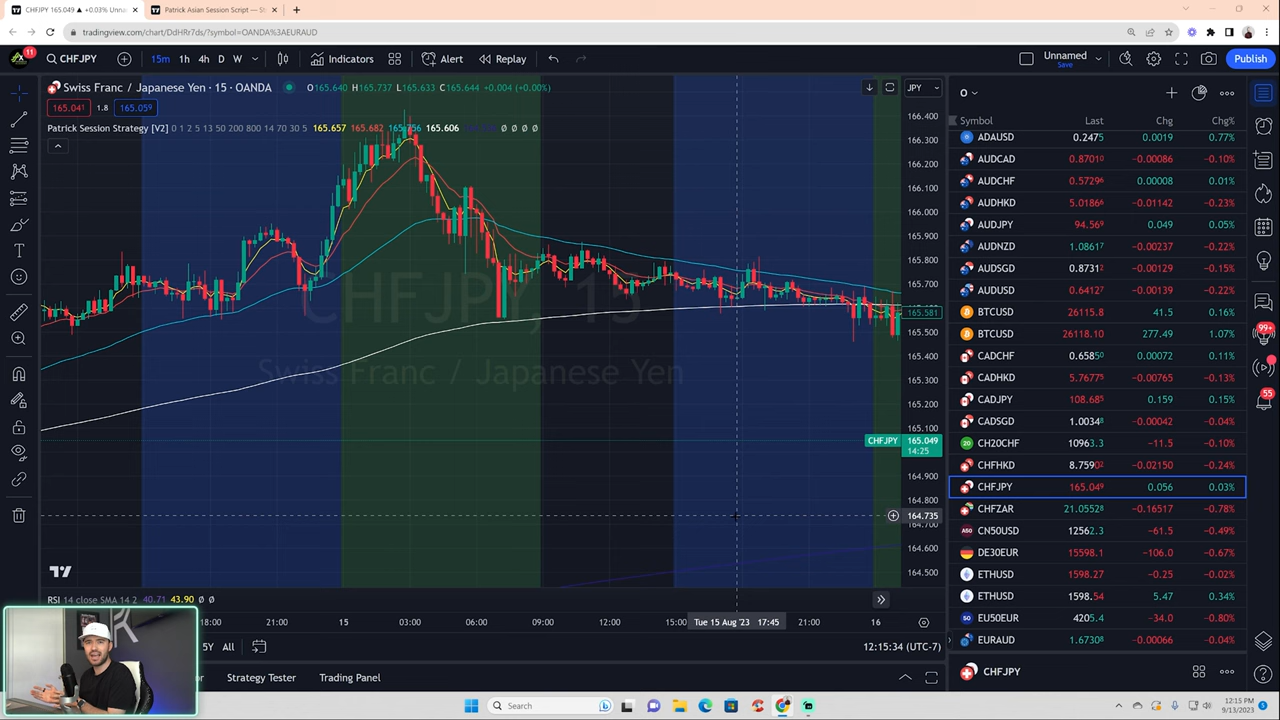 CHFJPY 165.049 ▲ +0.03% Unna
Patrick Asian Session Script — S
tradingview.com/chart/DdHRr7ds/?symbol=OANDA%3AEURAUD
11
CHFJPY
15m 1h 4h D W
Indicators
Alert
Replay
Unnamed
Save
Publish
Swiss Franc / Japanese Yen · 15 · OANDA
O165.640 H165.737 L165.633 C165.644 +0.004 (+0.00%)
165.041 1.8 165.059
Patrick Session Strategy [V2] 0 1 2 5 13 50 200 800 14 70 30 5 165.657 165.682 165.756 165.606
CHFJPY, 15
Swiss Franc / Japanese Yen
JPY
166.400
166.300
166.200
166.100
166.000
165.900
165.800
165.700
165.581
165.500
165.400
165.300
165.200
165.100
CHFJPY 165.049
14:25
164.900
164.800
164.735
164.700
164.600
164.500
RSI 14 close SMA 14 2 40.71 43.90
18:00 21:00 15 03:00 06:00 09:00 12:00 15:00 Tue 15 Aug '23 17:45 21:00 16
5Y All
12:15:34 (UTC-7)
Strategy Tester
Trading Panel
O
Symbol Last Chg Chg%
ADAUSD 0.2475 0.0019 0.77%
AUDCAD 0.87010 −0.00086 −0.10%
AUDCHF 0.57296 0.00008 0.01%
AUDHKD 5.01866 −0.01142 −0.23%
AUDJPY 94.569 0.049 0.05%
AUDNZD 1.08617 −0.00237 −0.22%
AUDSGD 0.87312 −0.00129 −0.15%
AUDUSD 0.64127 −0.00139 −0.22%
BTCUSD 26115.8 41.5 0.16%
BTCUSD 26118.10 277.49 1.07%
CADCHF 0.65850 0.00072 0.11%
CADHKD 5.76775 −0.00765 −0.13%
CADJPY 108.685 0.159 0.15%
CADSGD 1.00348 −0.00042 −0.04%
CH20CHF 10963.3 −11.5 −0.10%
CHFHKD 8.75902 −0.02150 −0.24%
CHFJPY 165.049 0.056 0.03%
CHFZAR 21.05528 −0.16517 −0.78%
CN50USD 12562.3 −61.5 −0.49%
DE30EUR 15598.1 −106.0 −0.67%
ETHUSD 1598.27 −0.25 −0.02%
ETHUSD 1598.54 5.47 0.34%
EU50EUR 4205.4 −34.0 −0.80%
EURAUD 1.67308 −0.00066 −0.04%
CHFJPY
99+
55
Search
12:15 PM
9/13/2023